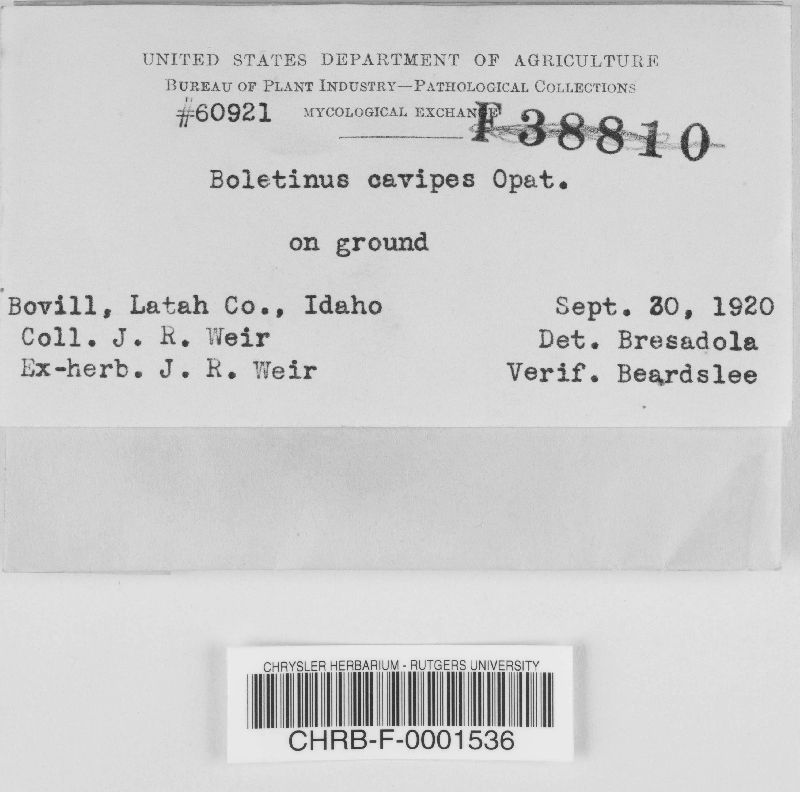 UNITED STATES DEPARTMENT OF AGRICULTURE
BUREAU OF PLANT INDUSTRY—PATHOLOGICAL COLLECTIONS
#60921 MYCOLOGICAL EXCHANGE F 38810
Boletinus cavipes Opat.
on ground
Bovill, Latah Co., Idaho Sept. 30, 1920
Coll. J. R. Weir Det. Bresadola
Ex-herb. J. R. Weir Verif. Beardslee
CHRYSLER HERBARIUM - RUTGERS UNIVERSITY
CHRB-F-0001536